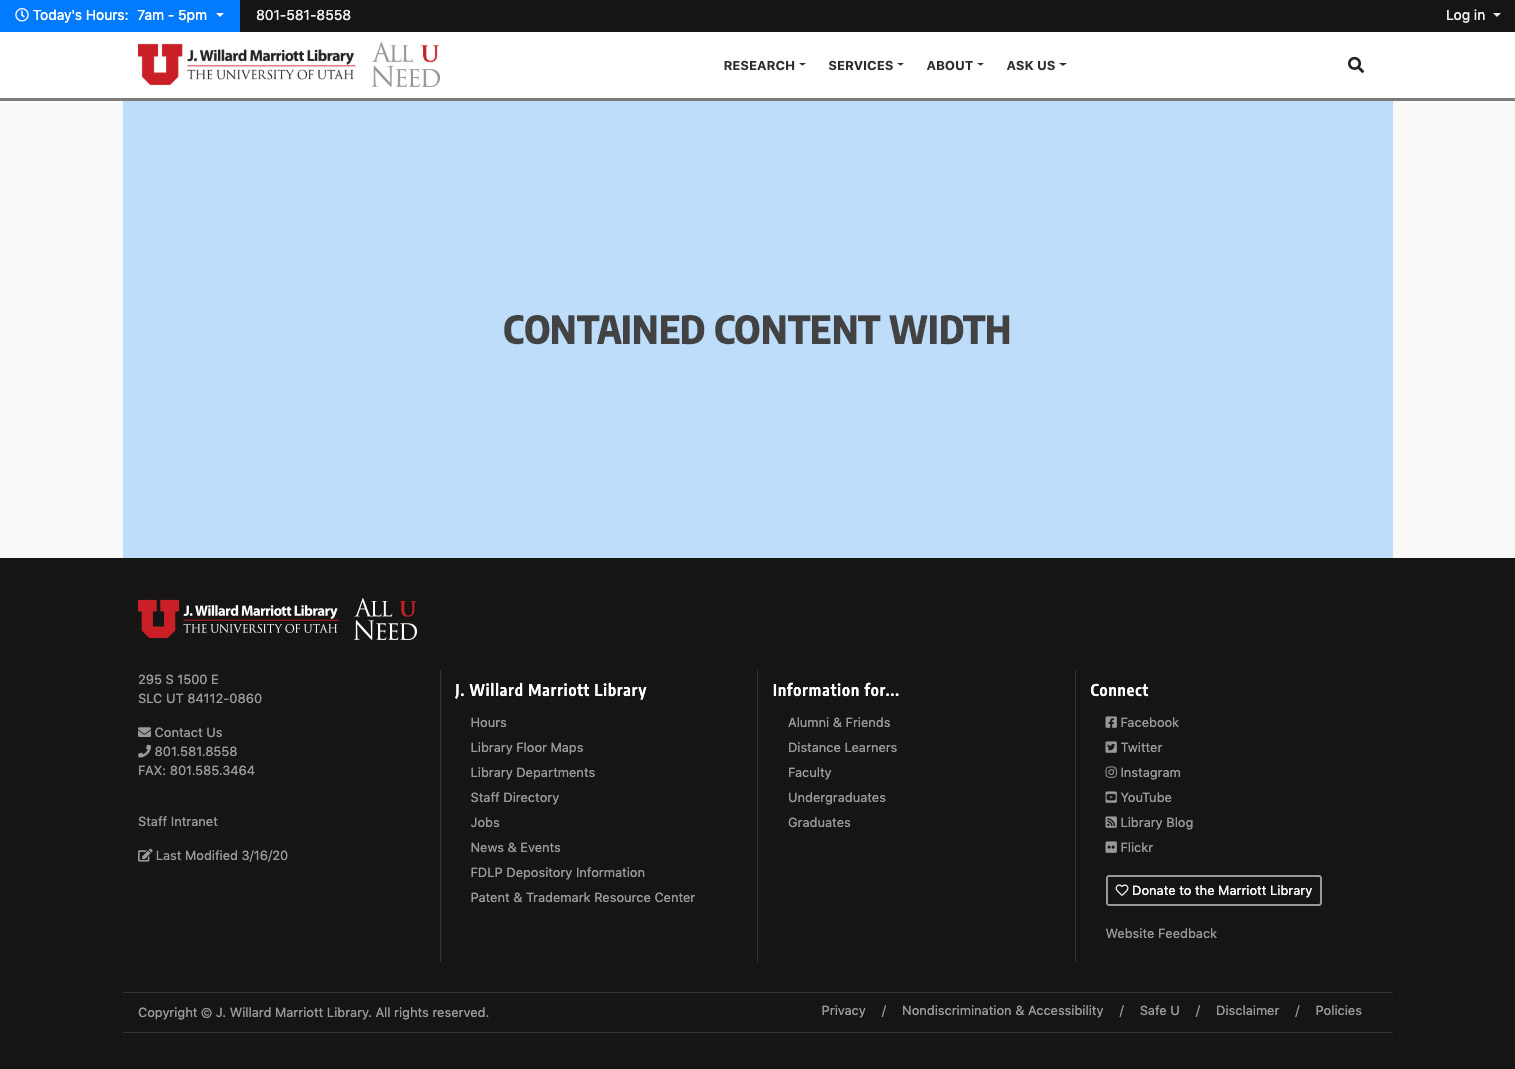 Today's Hours: 7am - 5pm 801-581-8558 Log in
J. Willard Marriott Library
THE UNIVERSITY OF UTAH
ALL U
NEED
RESEARCH SERVICES ABOUT ASK US
CONTAINED CONTENT WIDTH
J. Willard Marriott Library
THE UNIVERSITY OF UTAH
ALL U
NEED
295 S 1500 E
SLC UT 84112-0860
Contact Us
801.581.8558
FAX: 801.585.3464
Staff Intranet
Last Modified 3/16/20
J. Willard Marriott Library
Hours
Library Floor Maps
Library Departments
Staff Directory
Jobs
News & Events
FDLP Depository Information
Patent & Trademark Resource Center
Information for...
Alumni & Friends
Distance Learners
Faculty
Undergraduates
Graduates
Connect
Facebook
Twitter
Instagram
YouTube
Library Blog
Flickr
Donate to the Marriott Library
Website Feedback
Copyright © J. Willard Marriott Library. All rights reserved.
Privacy / Nondiscrimination & Accessibility / Safe U / Disclaimer / Policies